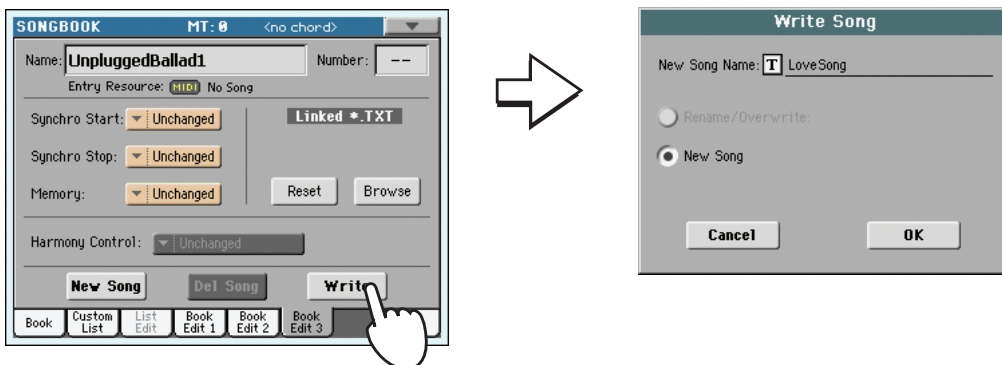 SONGBOOK MT: 0 <no chord>
Name: UnpluggedBallad1 Number: --
Entry Resource: MIDI No Song
Synchro Start: Unchanged Linked *.TXT
Synchro Stop: Unchanged
Memory: Unchanged Reset Browse
Harmony Control: Unchanged
New Song Del Song Write
Book Custom List List Edit Book Edit 1 Book Edit 2 Book Edit 3
Write Song
New Song Name: T LoveSong
Rename/Overwrite:
New Song
Cancel OK